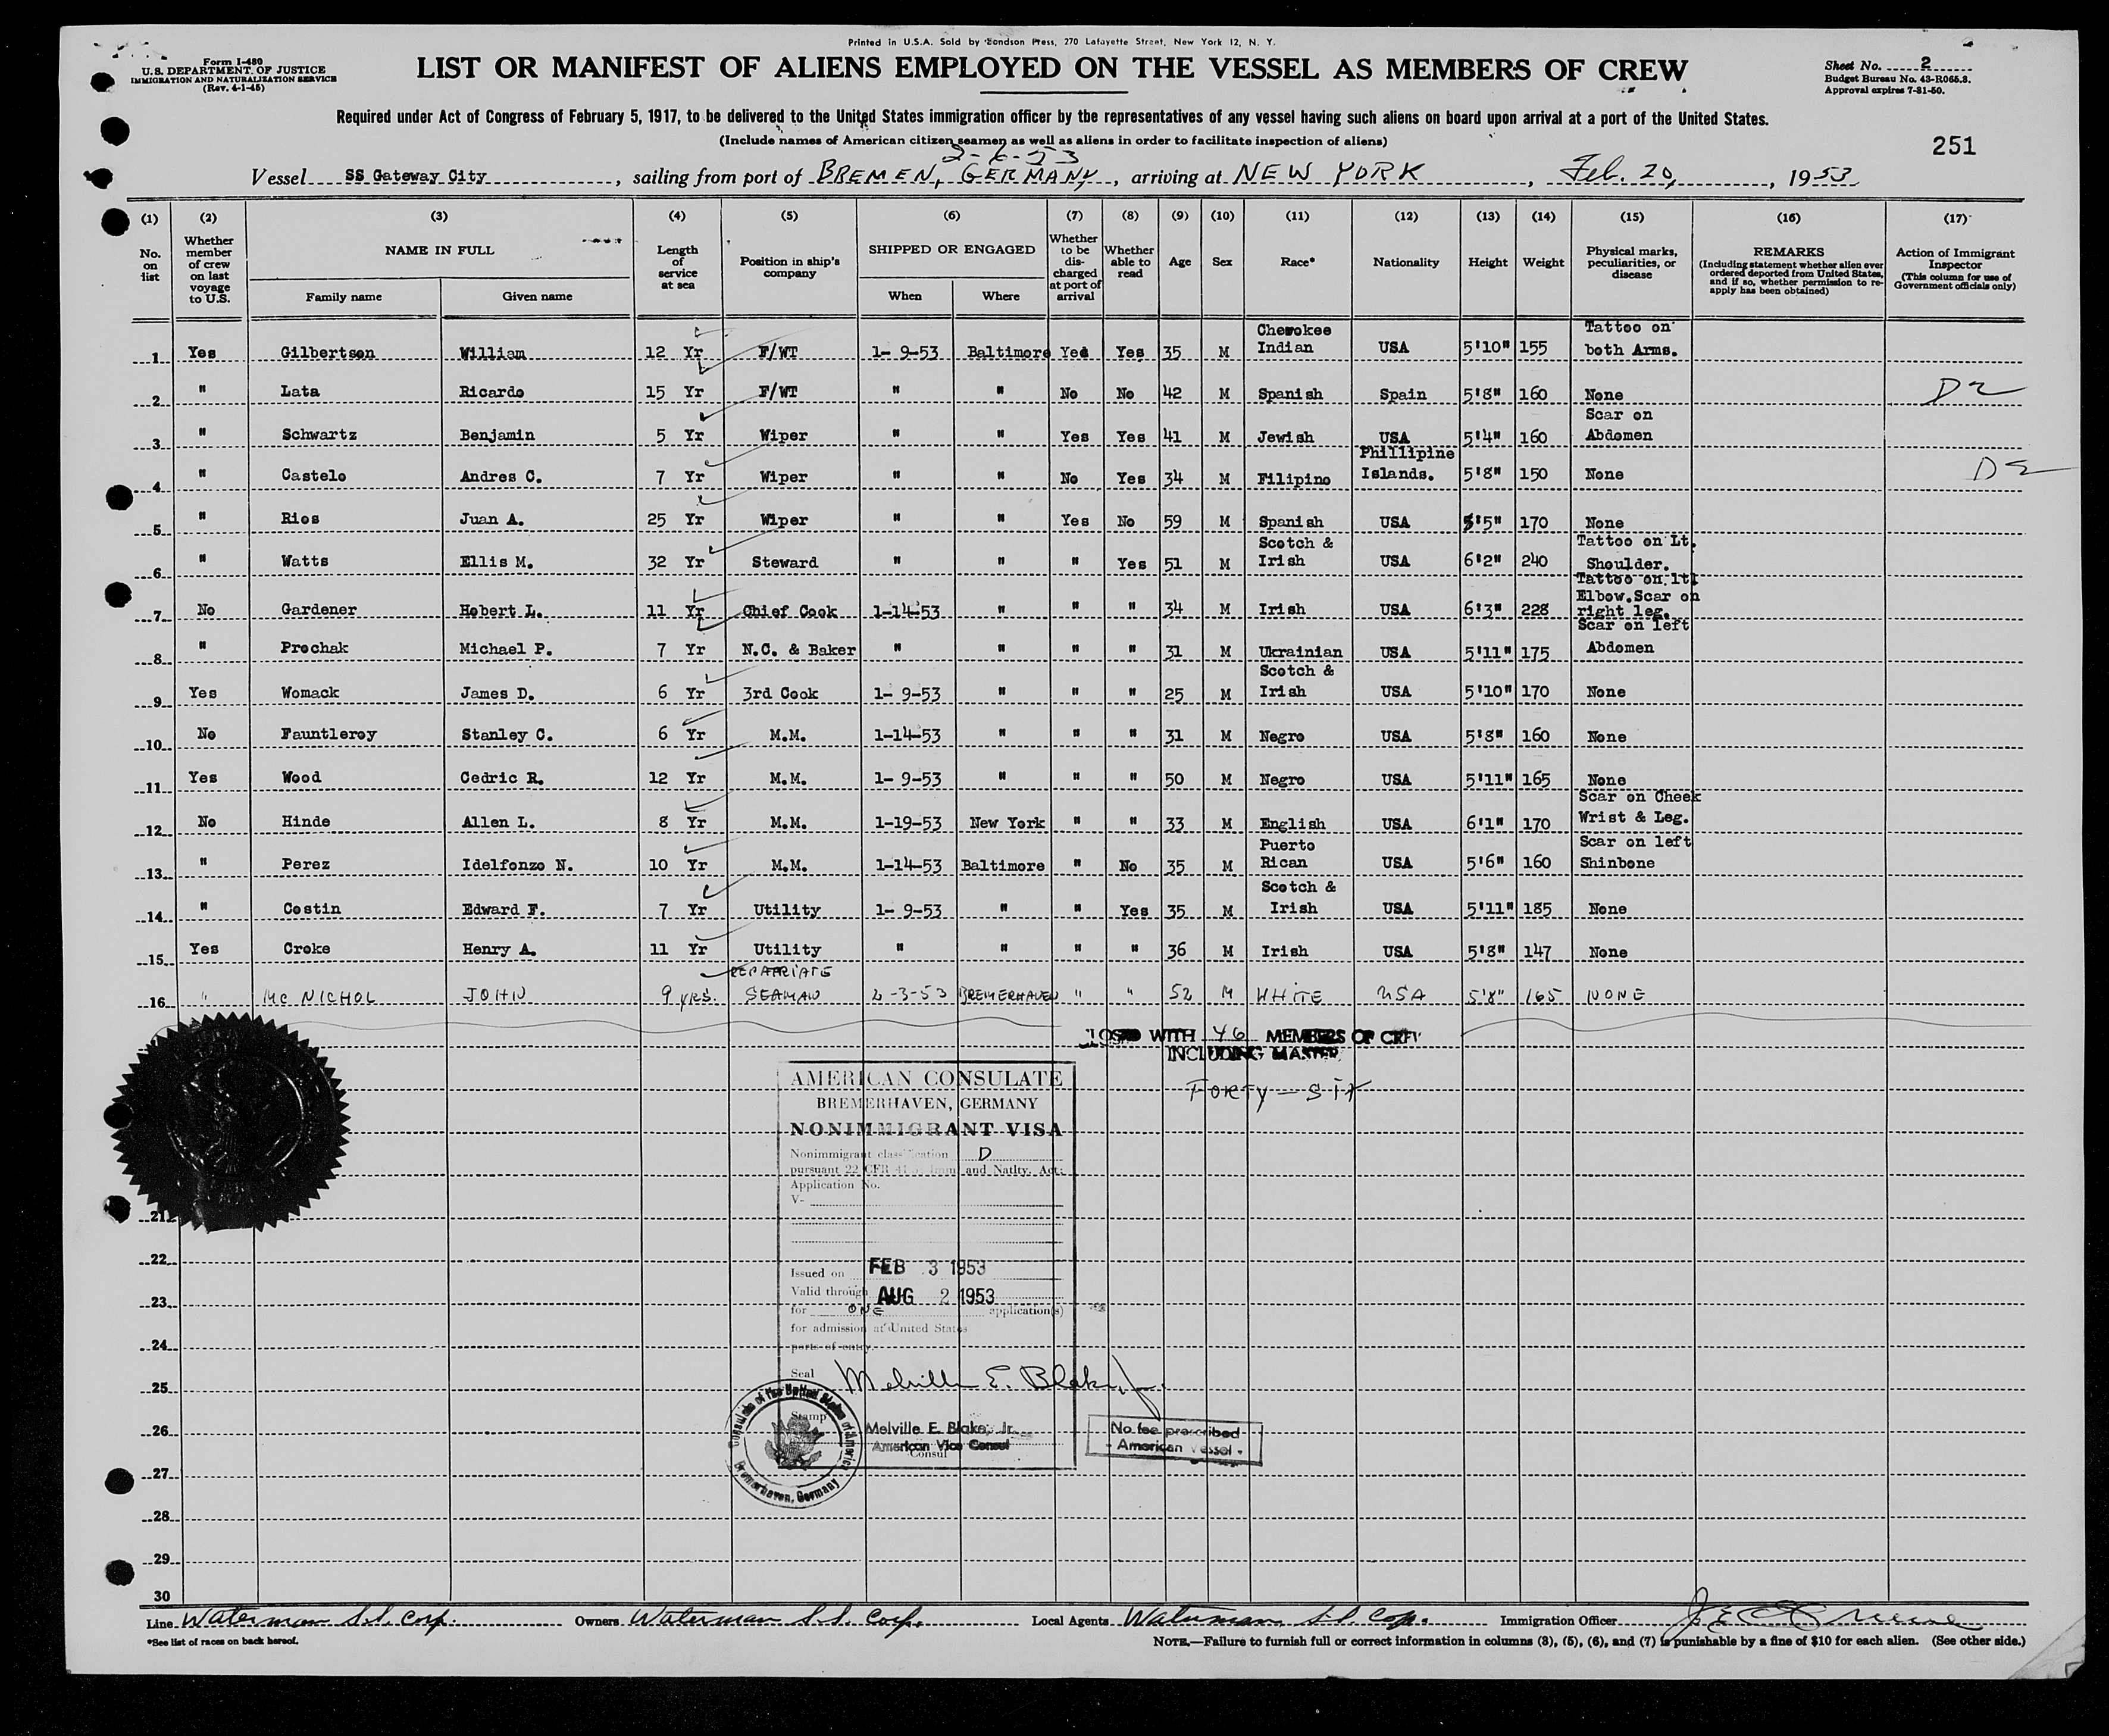 Printed in U.S.A. Sold by Bondson Press, 270 Lafayette Street, New York 12, N. Y.
Form I-480
U.S. DEPARTMENT OF JUSTICE
IMMIGRATION AND NATURALIZATION SERVICE
(Rev. 4-1-45)
LIST OR MANIFEST OF ALIENS EMPLOYED ON THE VESSEL AS MEMBERS OF CREW
Sheet No. 2
Budget Bureau No. 43-R065.3.
Approval expires 7-31-50.
Required under Act of Congress of February 5, 1917, to be delivered to the United States immigration officer by the representatives of any vessel having such aliens on board upon arrival at a port of the United States.
(Include names of American citizen seamen as well as aliens in order to facilitate inspection of aliens)
251
2-6-53
Vessel SS Gateway City, sailing from port of BREMEN, GERMANY, arriving at NEW YORK, Feb. 20, 1953
(1) (2) (3) (4) (5) (6) (7) (8) (9) (10) (11) (12) (13) (14) (15) (16) (17)
No. on list
Whether member of crew on last voyage to U.S.
NAME IN FULL
Family name Given name
Length of service at sea
Position in ship's company
SHIPPED OR ENGAGED
When Where
Whether to be discharged at port of arrival
Whether able to read
Age
Sex
Race*
Nationality
Height
Weight
Physical marks, peculiarities, or disease
REMARKS
(Including statement whether alien ever ordered deported from United States, and if so, whether permission to re-apply has been obtained)
Action of Immigrant Inspector
(This column for use of Government officials only)
1 Yes Gilbertson William 12 Yr F/WT 1- 9-53 Baltimore Yes Yes 35 M Cherokee Indian USA 5'10" 155 Tattoo on both Arms.
2 " Lata Ricardo 15 Yr F/WT " " No No 42 M Spanish Spain 5'8" 160 None
3 " Schwartz Benjamin 5 Yr Wiper " " Yes Yes 41 M Jewish USA 5'4" 160 Scar on Abdomen
4 " Castelo Andres C. 7 Yr Wiper " " No Yes 34 M Filipino Phillipine Islands. 5'8" 150 None
5 " Rios Juan A. 25 Yr Wiper " " Yes No 59 M Spanish USA 5'5" 170 None
6 " Watts Ellis M. 32 Yr Steward " " " Yes 51 M Scotch & Irish USA 6'2" 240 Tattoo on Lt. Shoulder.
7 No Gardener Hobert L. 11 Yr Chief Cook 1-14-53 " " " 34 M Irish USA 6'3" 228 Tattoo on lt. Elbow.Scar on right leg.
8 " Prochak Michael P. 7 Yr N.C. & Baker " " " " 31 M Ukrainian USA 5'11" 175 Scar on left Abdomen
9 Yes Womack James D. 6 Yr 3rd Cook 1- 9-53 " " " 25 M Scotch & Irish USA 5'10" 170 None
10 No Fauntleroy Stanley C. 6 Yr M.M. 1-14-53 " " " 31 M Negro USA 5'8" 160 None
11 Yes Wood Cedric R. 12 Yr M.M. 1- 9-53 " " " 50 M Negro USA 5'11" 165 None
12 No Hinde Allen L. 8 Yr M.M. 1-19-53 New York " " 33 M English USA 6'1" 170 Scar on Cheek Wrist & Leg.
13 " Perez Idelfonzo N. 10 Yr M.M. 1-14-53 Baltimore " No 35 M Puerto Rican USA 5'6" 160 Scar on left Shinbone
14 " Costin Edward F. 7 Yr Utility 1- 9-53 " " Yes 35 M Scotch & Irish USA 5'11" 185 None
15 Yes Croke Henry A. 11 Yr Utility " " " " 36 M Irish USA 5'8" 147 None
16 " Mc NICHOL JOHN 9 YRS. REPATRIATE SEAMAN 2-3-53 BREMERHAVEN " " 52 M WHITE USA 5'8" 165 NONE
CLOSED WITH 46 MEMBERS OF CREW
INCLUDING MASTER
FORTY-SIX
AMERICAN CONSULATE
BREMERHAVEN, GERMANY
NONIMMIGRANT VISA
Nonimmigrant classification D
pursuant 22 CFR Imm and Natlty. Act:
Application No.
V-
Issued on FEB 3 1953
Valid through AUG 2 1953
for ONE application(s)
for admission at United States
ports of entry.
Seal
Melville E. Blake, Jr.
Stamp
Melville E. Blake, Jr.
American Vice Consul
Consul
Consulate of the United States of America
Bremerhaven, Germany
No fee prescribed
- American Vessel -
21
22
23
24
25
26
27
28
29
30
Line Waterman S.S. Corp. Owners Waterman S.S. Corp. Local Agents Waterman S.S. Corp. Immigration Officer
*See list of races on back hereof.
NOTE.—Failure to furnish full or correct information in columns (3), (5), (6), and (7) is punishable by a fine of $10 for each alien. (See other side.)